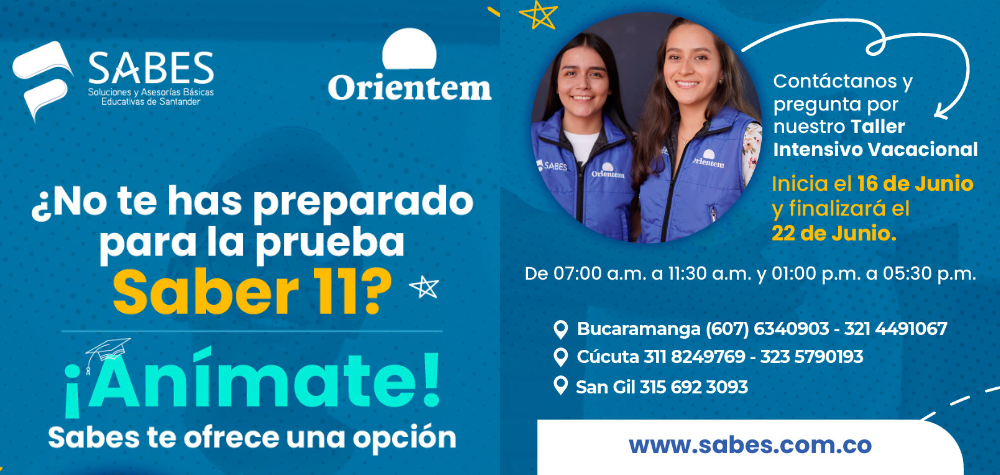 SABES
Soluciones y Asesorías Básicas
Educativas de Santander
Orientem
¿No te has preparado
para la prueba
Saber 11?
¡Anímate!
Sabes te ofrece una opción
SABES
Orientem
Orientem
Contáctanos y
pregunta por
nuestro Taller
Intensivo Vacacional
Inicia el 16 de Junio
y finalizará el
22 de Junio.
De 07:00 a.m. a 11:30 a.m. y 01:00 p.m. a 05:30 p.m.
Bucaramanga (607) 6340903 - 321 4491067
Cúcuta 311 8249769 - 323 5790193
San Gil 315 692 3093
www.sabes.com.co